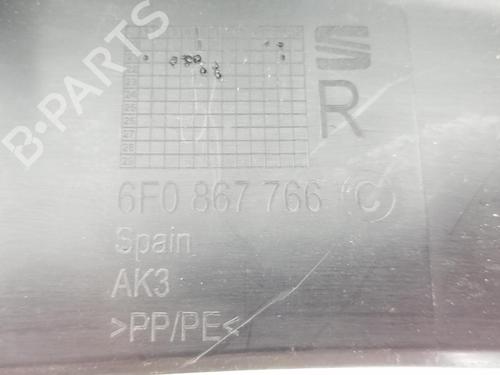 B-PARTS
R
6F0 867 766 C
Spain
AK3
>PP/PE<